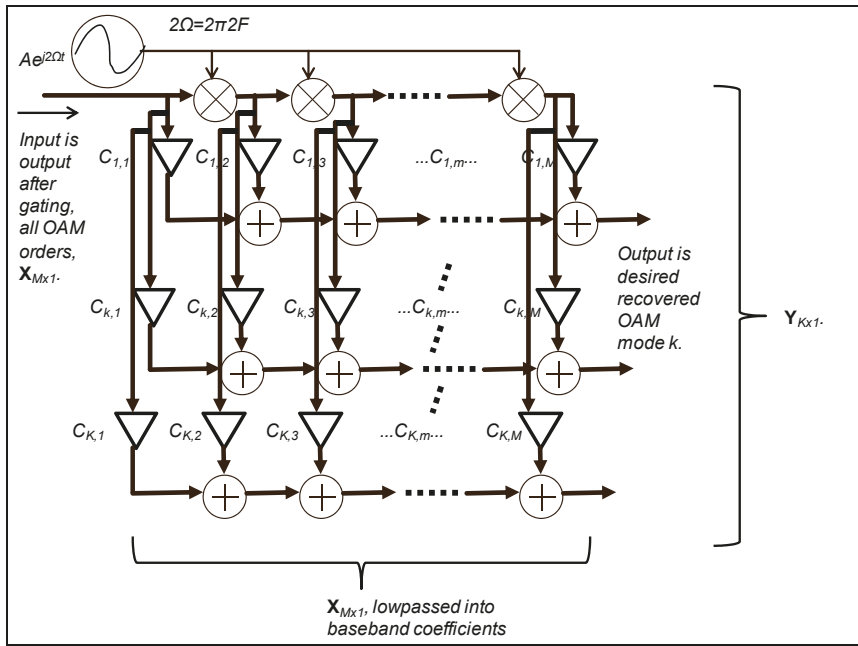 2Ω=2π2F
Ae^{j2Ωt}
Input is
output
after
gating,
all OAM
orders,
X_{Mx1}.
C_{1,1}
C_{1,2}
C_{1,3}
...C_{1,m}...
C_{1,M}
C_{k,1}
C_{k,2}
C_{k,3}
...C_{k,m}...
C_{k,M}
Output is
desired
recovered
OAM
mode k.
Y_{Kx1}.
C_{K,1}
C_{K,2}
C_{K,3}
...C_{K,m}...
C_{K,M}
X_{Mx1}, lowpassed into
baseband coefficients